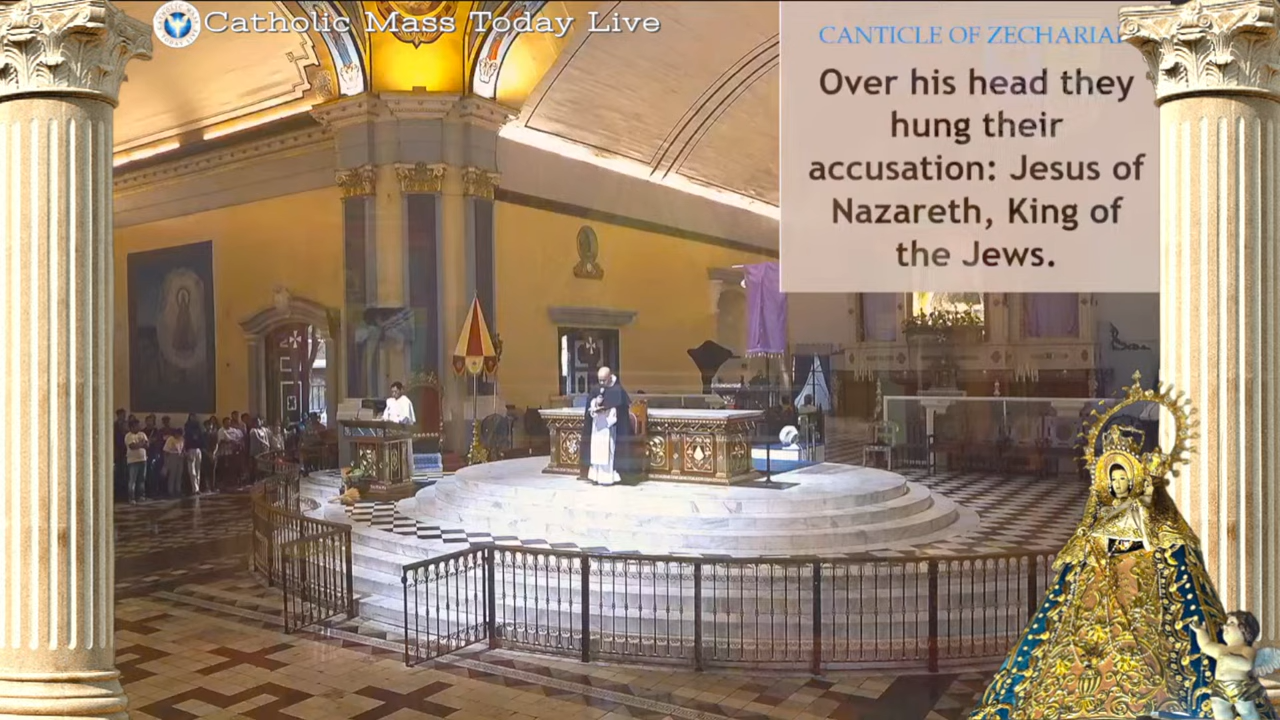 Catholic Mass Today Live
CANTICLE OF ZECHARIAH
Over his head they
hung their
accusation: Jesus of
Nazareth, King of
the Jews.